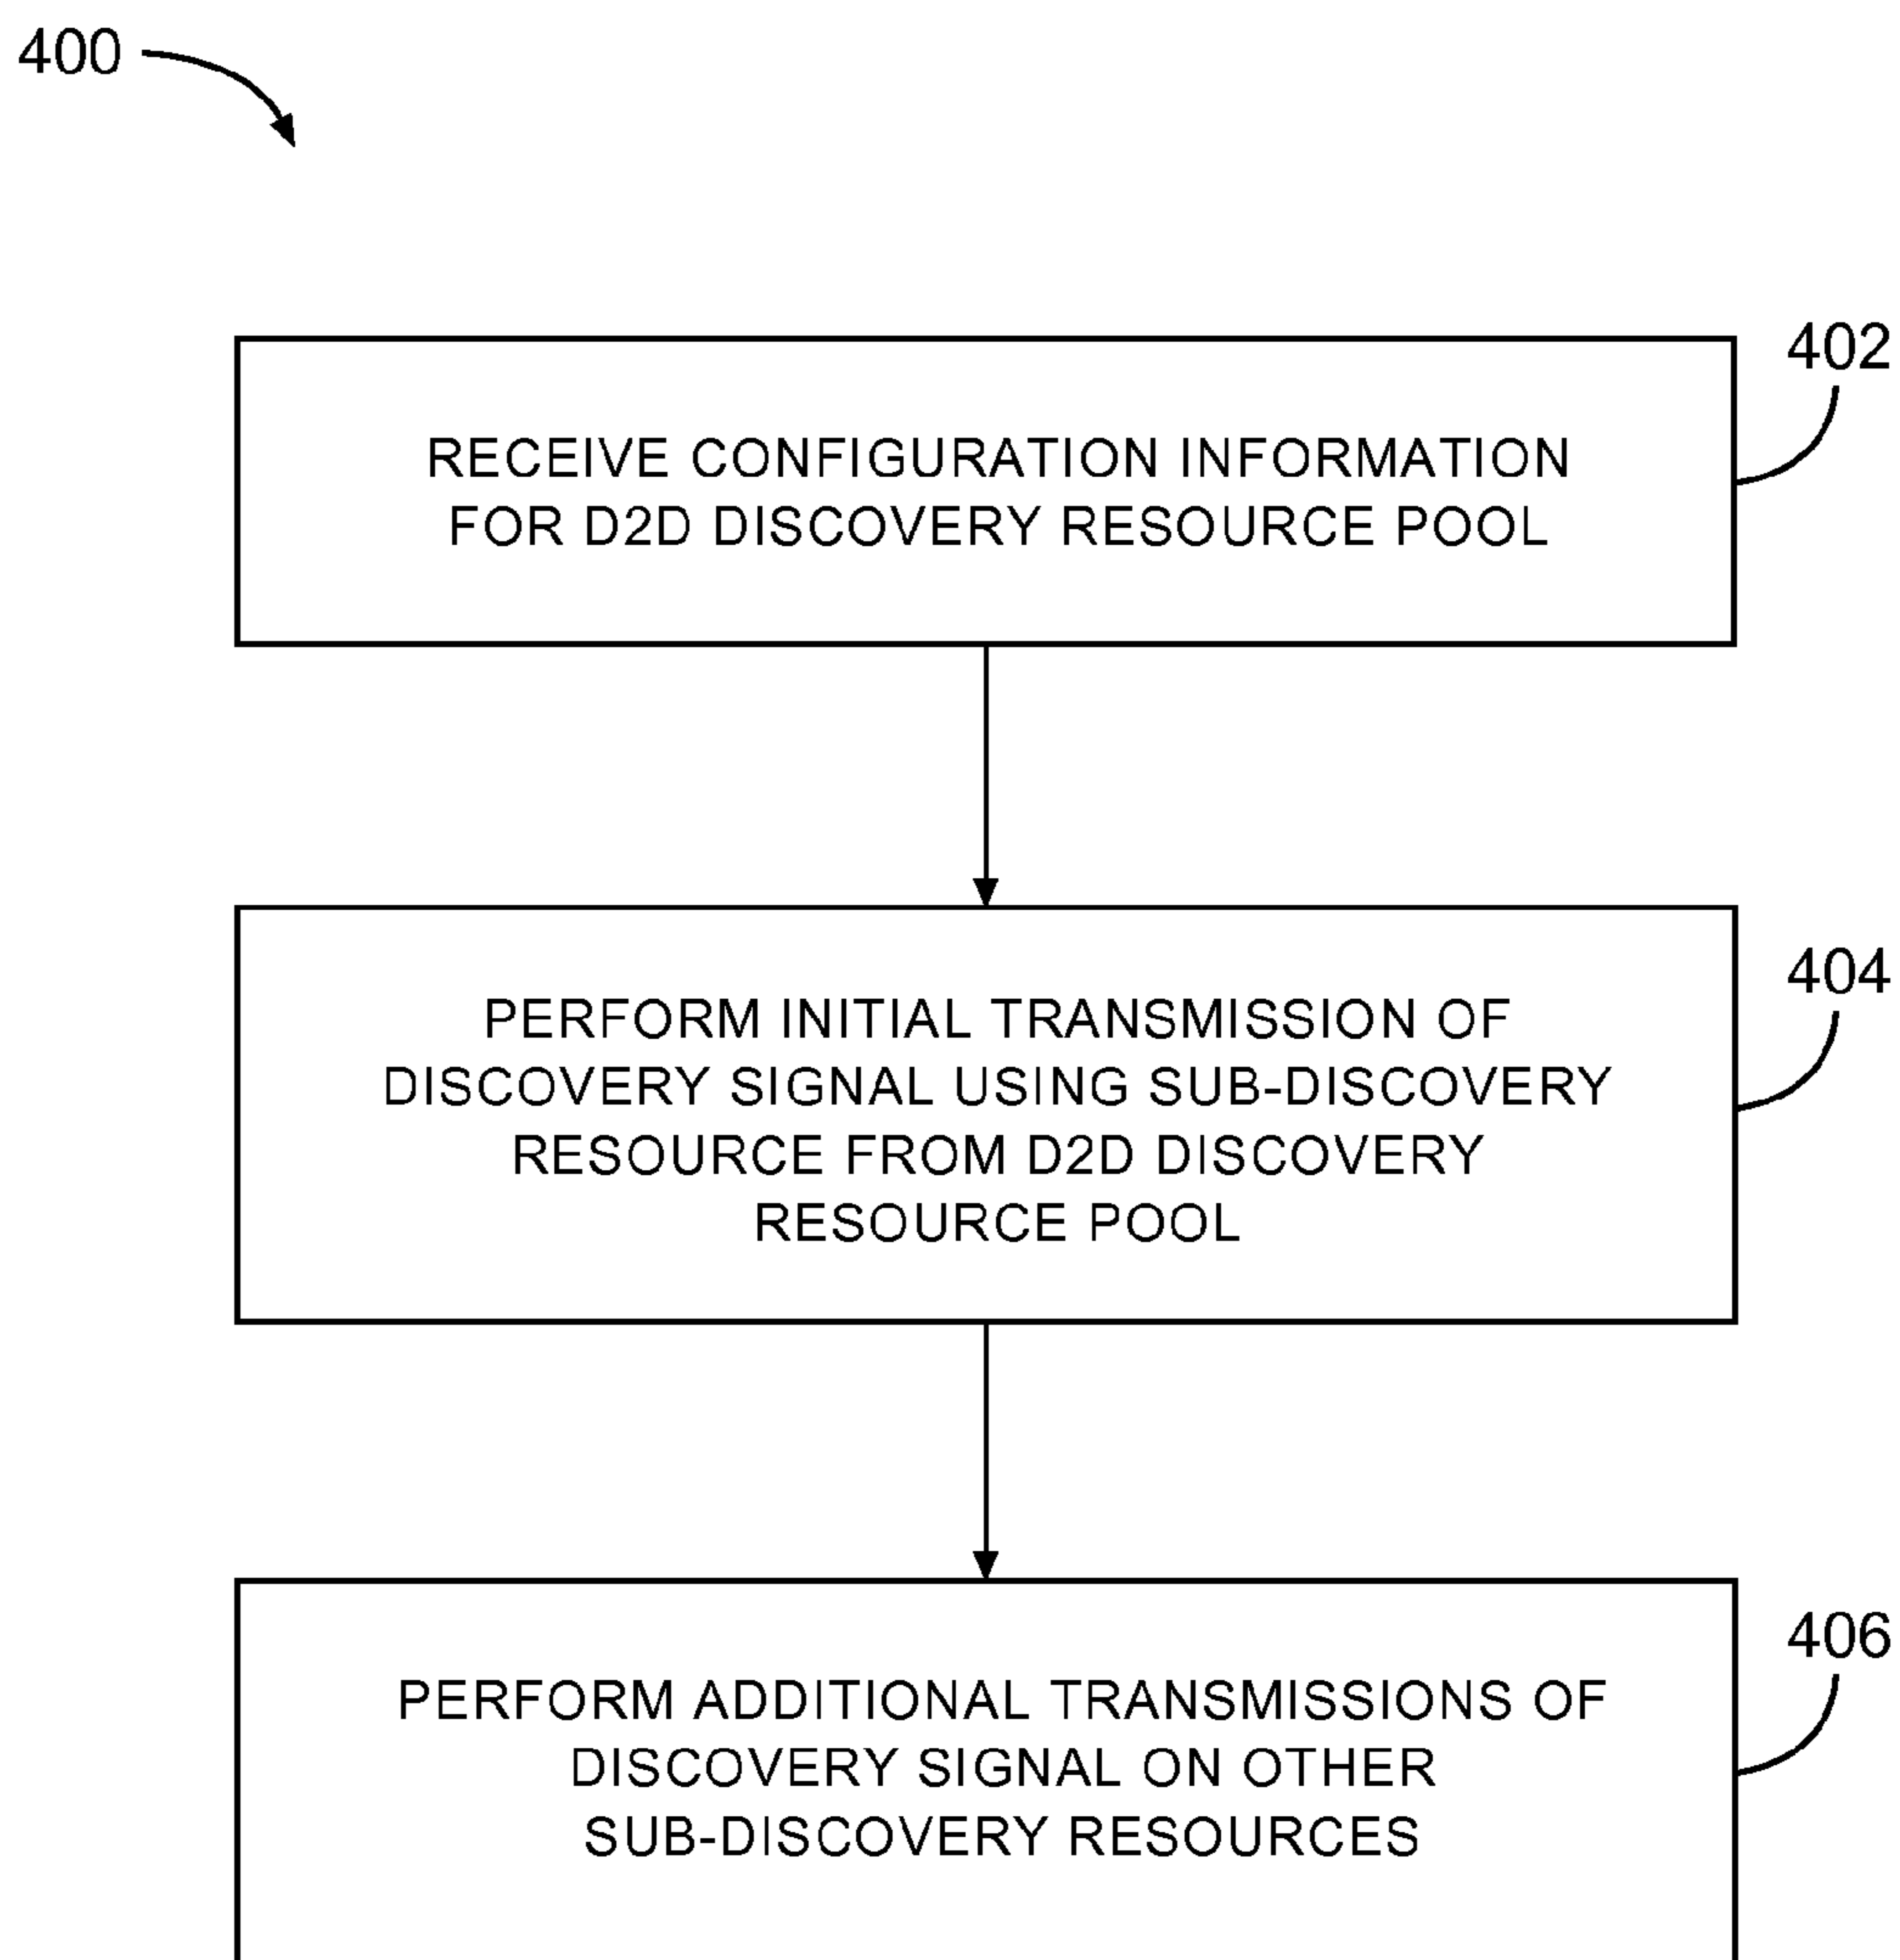 400
402
RECEIVE CONFIGURATION INFORMATION
FOR D2D DISCOVERY RESOURCE POOL
404
PERFORM INITIAL TRANSMISSION OF
DISCOVERY SIGNAL USING SUB-DISCOVERY
RESOURCE FROM D2D DISCOVERY
RESOURCE POOL
406
PERFORM ADDITIONAL TRANSMISSIONS OF
DISCOVERY SIGNAL ON OTHER
SUB-DISCOVERY RESOURCES